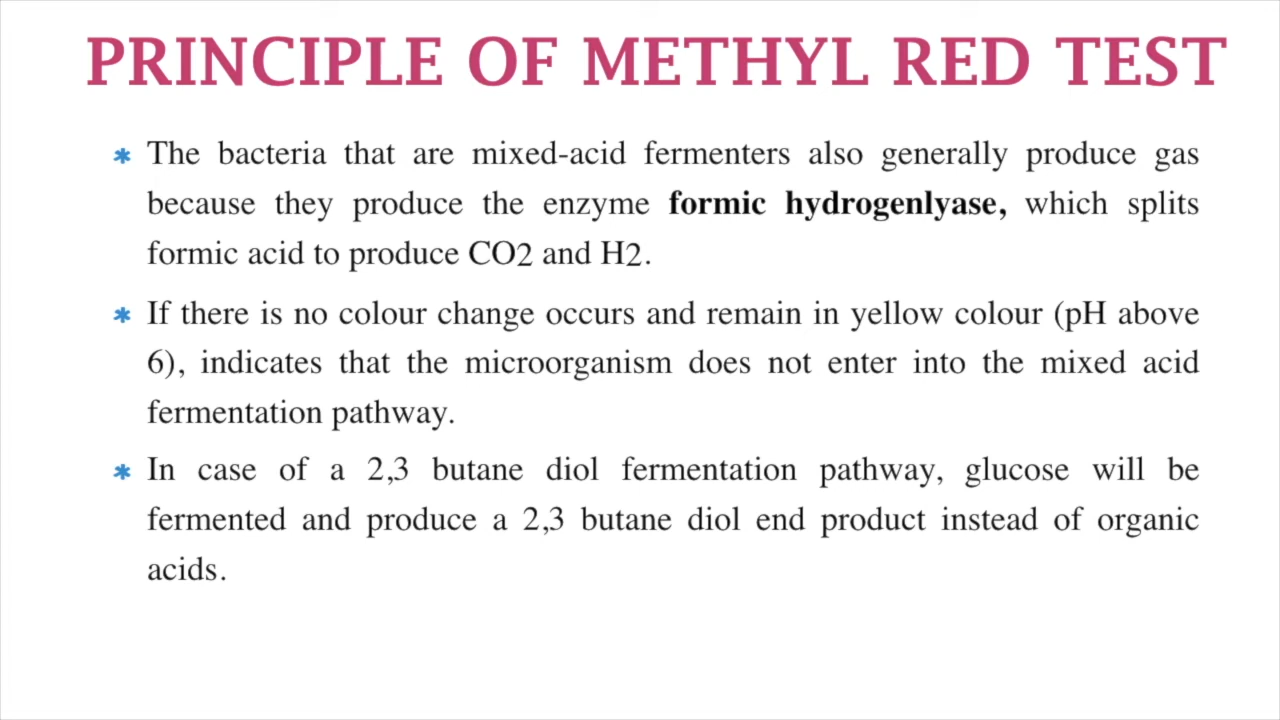 PRINCIPLE OF METHYL RED TEST
* The bacteria that are mixed-acid fermenters also generally produce gas
because they produce the enzyme formic hydrogenlyase, which splits
formic acid to produce CO2 and H2.
* If there is no colour change occurs and remain in yellow colour (pH above
6), indicates that the microorganism does not enter into the mixed acid
fermentation pathway.
* In case of a 2,3 butane diol fermentation pathway, glucose will be
fermented and produce a 2,3 butane diol end product instead of organic
acids.